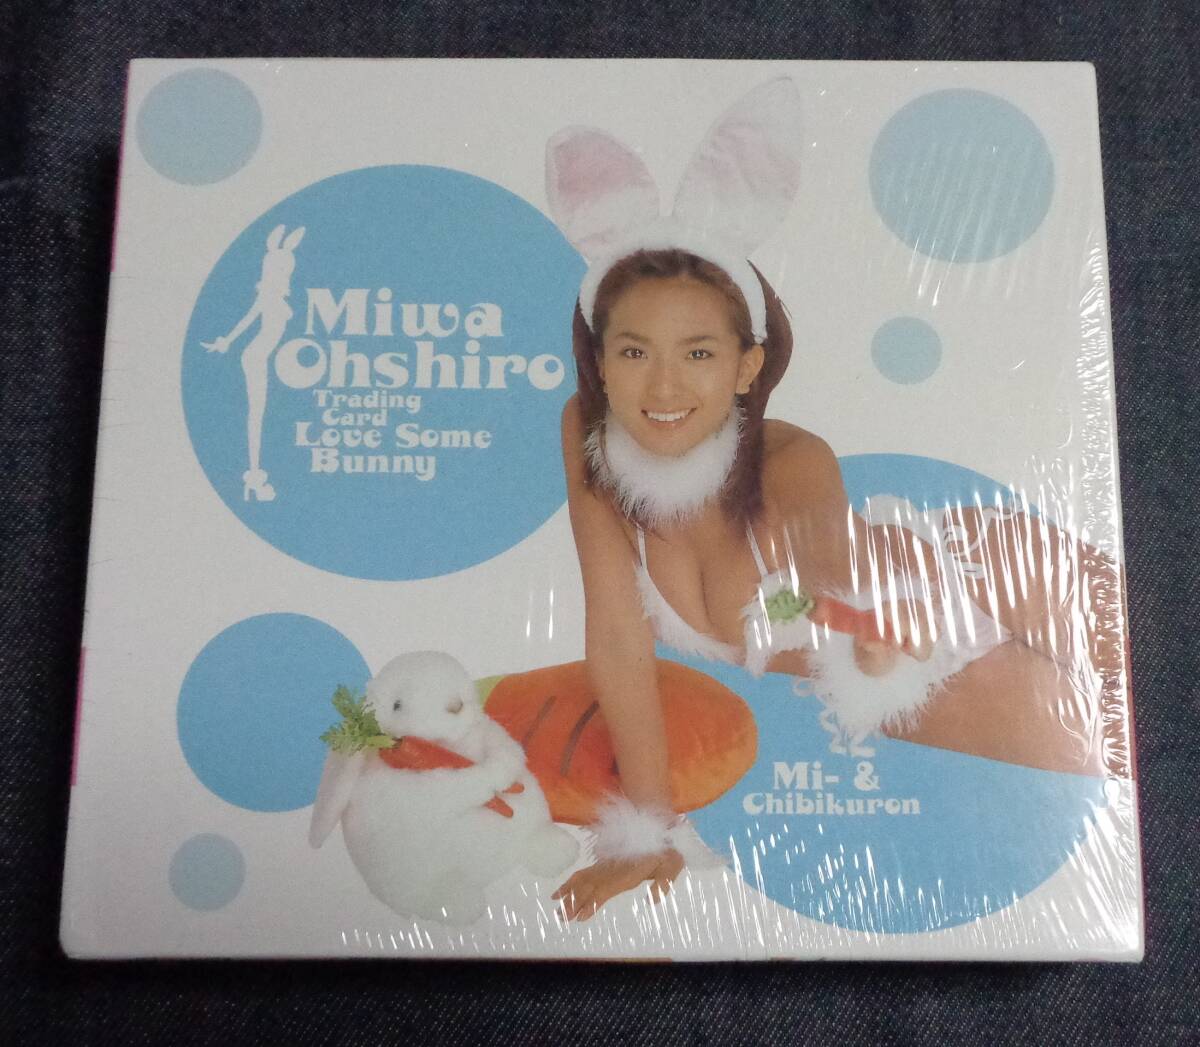 Miwa
Ohshiro
Trading
Card
Love Some
Bunny
Mi- &
Chibikuron